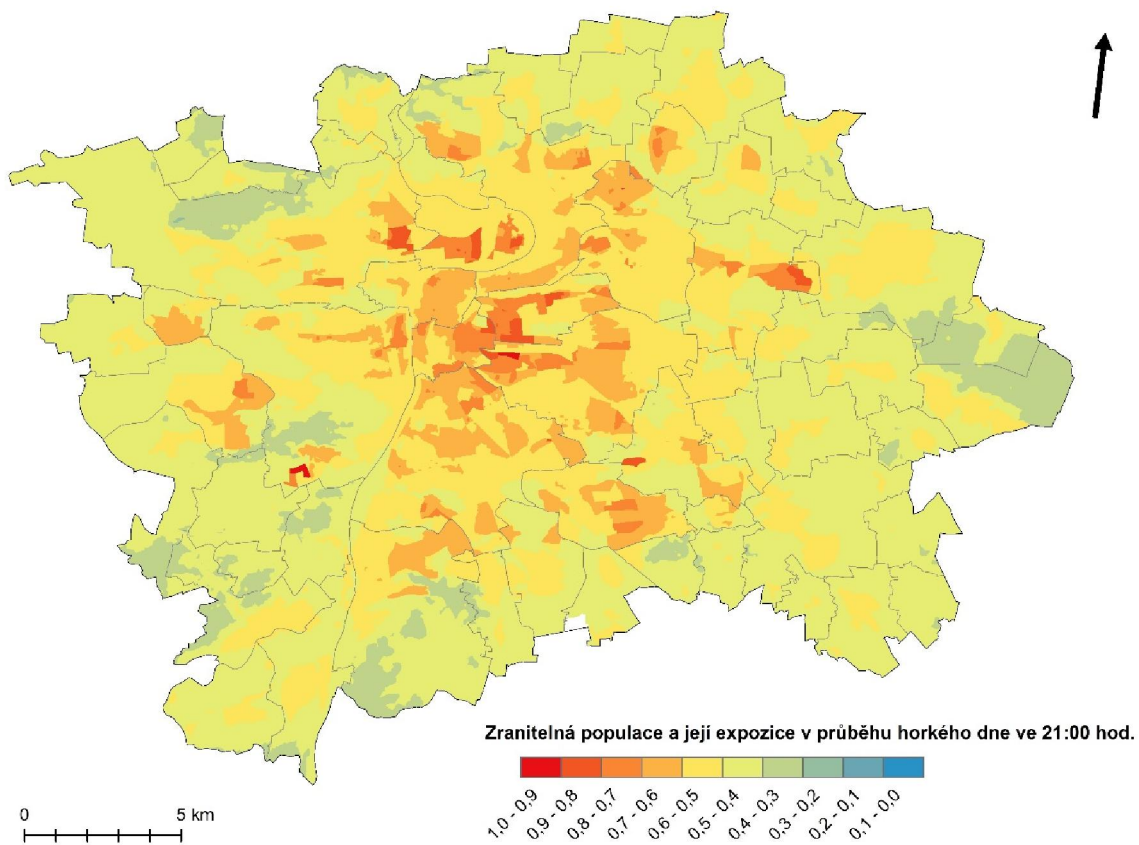 Zranitelná populace a její expozice v průběhu horkého dne ve 21:00 hod.
1,0 - 0,9
0,9 - 0,8
0,8 - 0,7
0,7 - 0,6
0,6 - 0,5
0,5 - 0,4
0,4 - 0,3
0,3 - 0,2
0,2 - 0,1
0,1 - 0,0
0 5 km